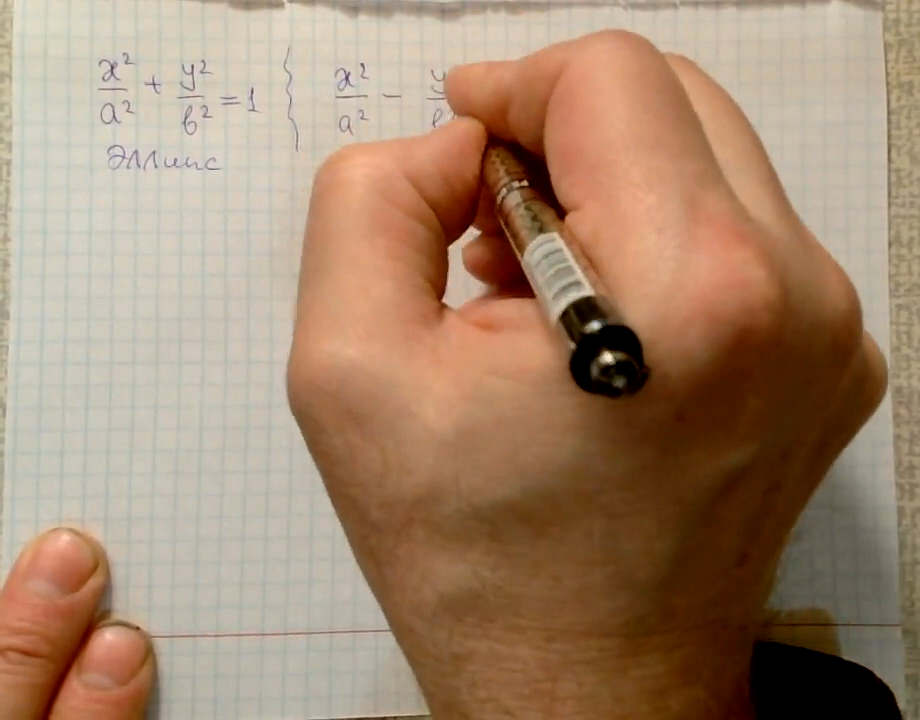 x²/a² + y²/b² = 1 { x²/a² − y
эллипс